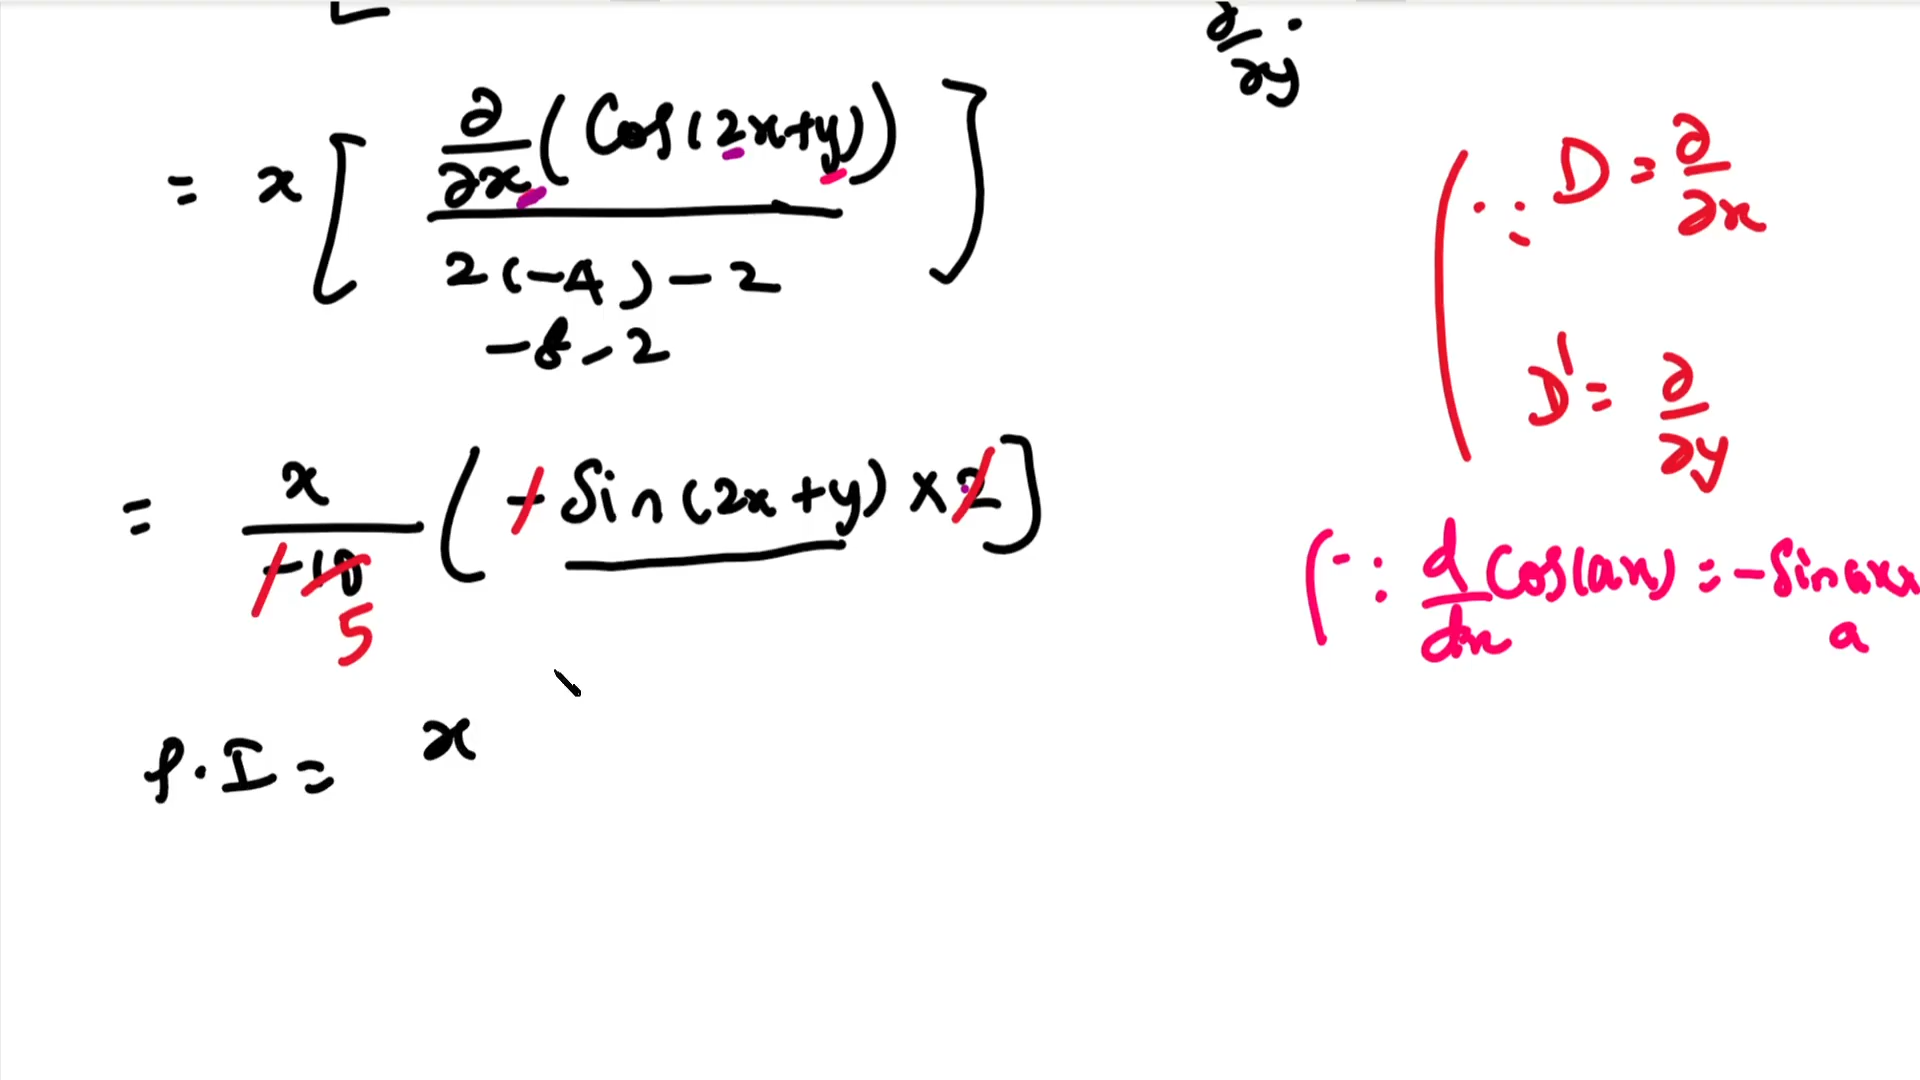 ∂/∂y .
= x [ ∂/∂x (Cos(2x+y)) / 2(-4)-2 ]
-8-2
∵ D = ∂/∂x
D' = ∂/∂y
= x/-10 ( - Sin(2x+y) × 2 ]
5
( ∵ d/dx Cos(ax) = - Sin ax x
a
P.I = x